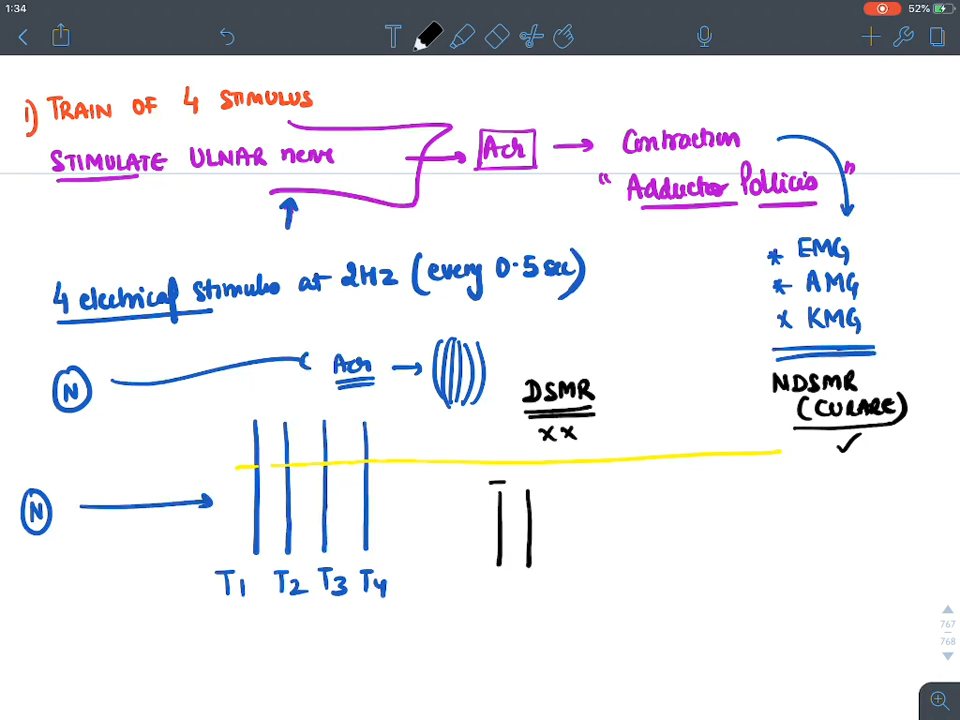 1:34
52%
T
1) TRAIN OF 4 STIMULUS
STIMULATE ULNAR nerve
Ach → Contraction
" Adductor Pollicis "
4 electrical stimulus at 2HZ (every 0.5 sec)
* EMG
* AMG
x KMG
N
Ach →
DSMR
x x
NDSMR
(CURARE)
✓
N
T1 T2 T3 T4
767
768